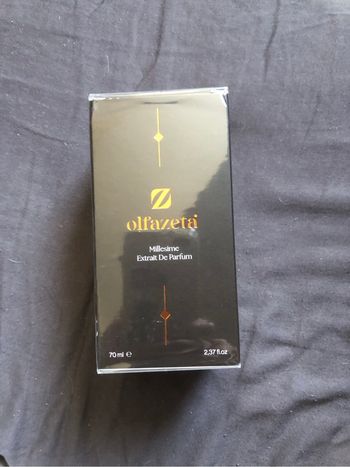 Z
olfazeta
Millesime
Extrait De Parfum
70 ml ℮
2,37 fl.oz